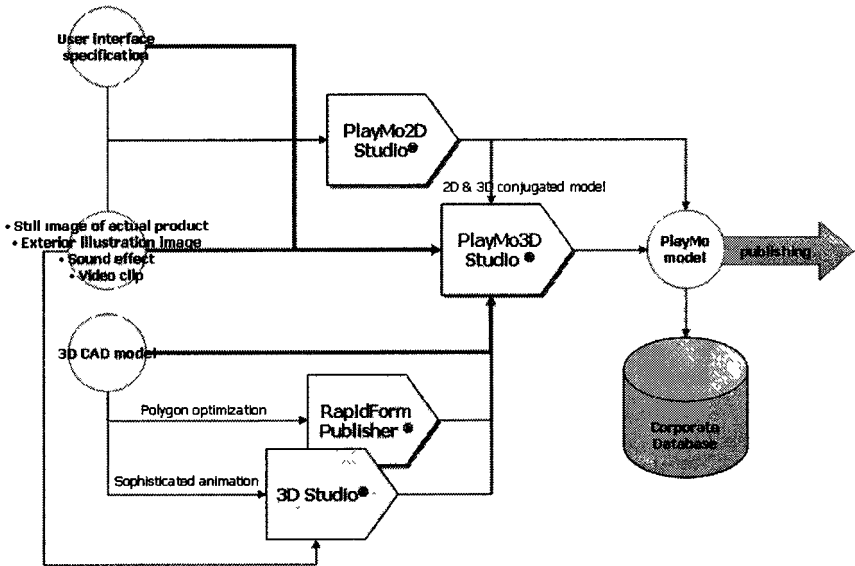 User interface
specification
PlayMo2D
Studio®
2D & 3D conjugated model
• Still image of actual product
• Exterior illustration image
• Sound effect
• Video clip
PlayMo3D
Studio ®
PlayMo
model
publishing
3D CAD model
Polygon optimization
RapidForm
Publisher ®
Corporate
Database
Sophisticated animation
3D Studio®